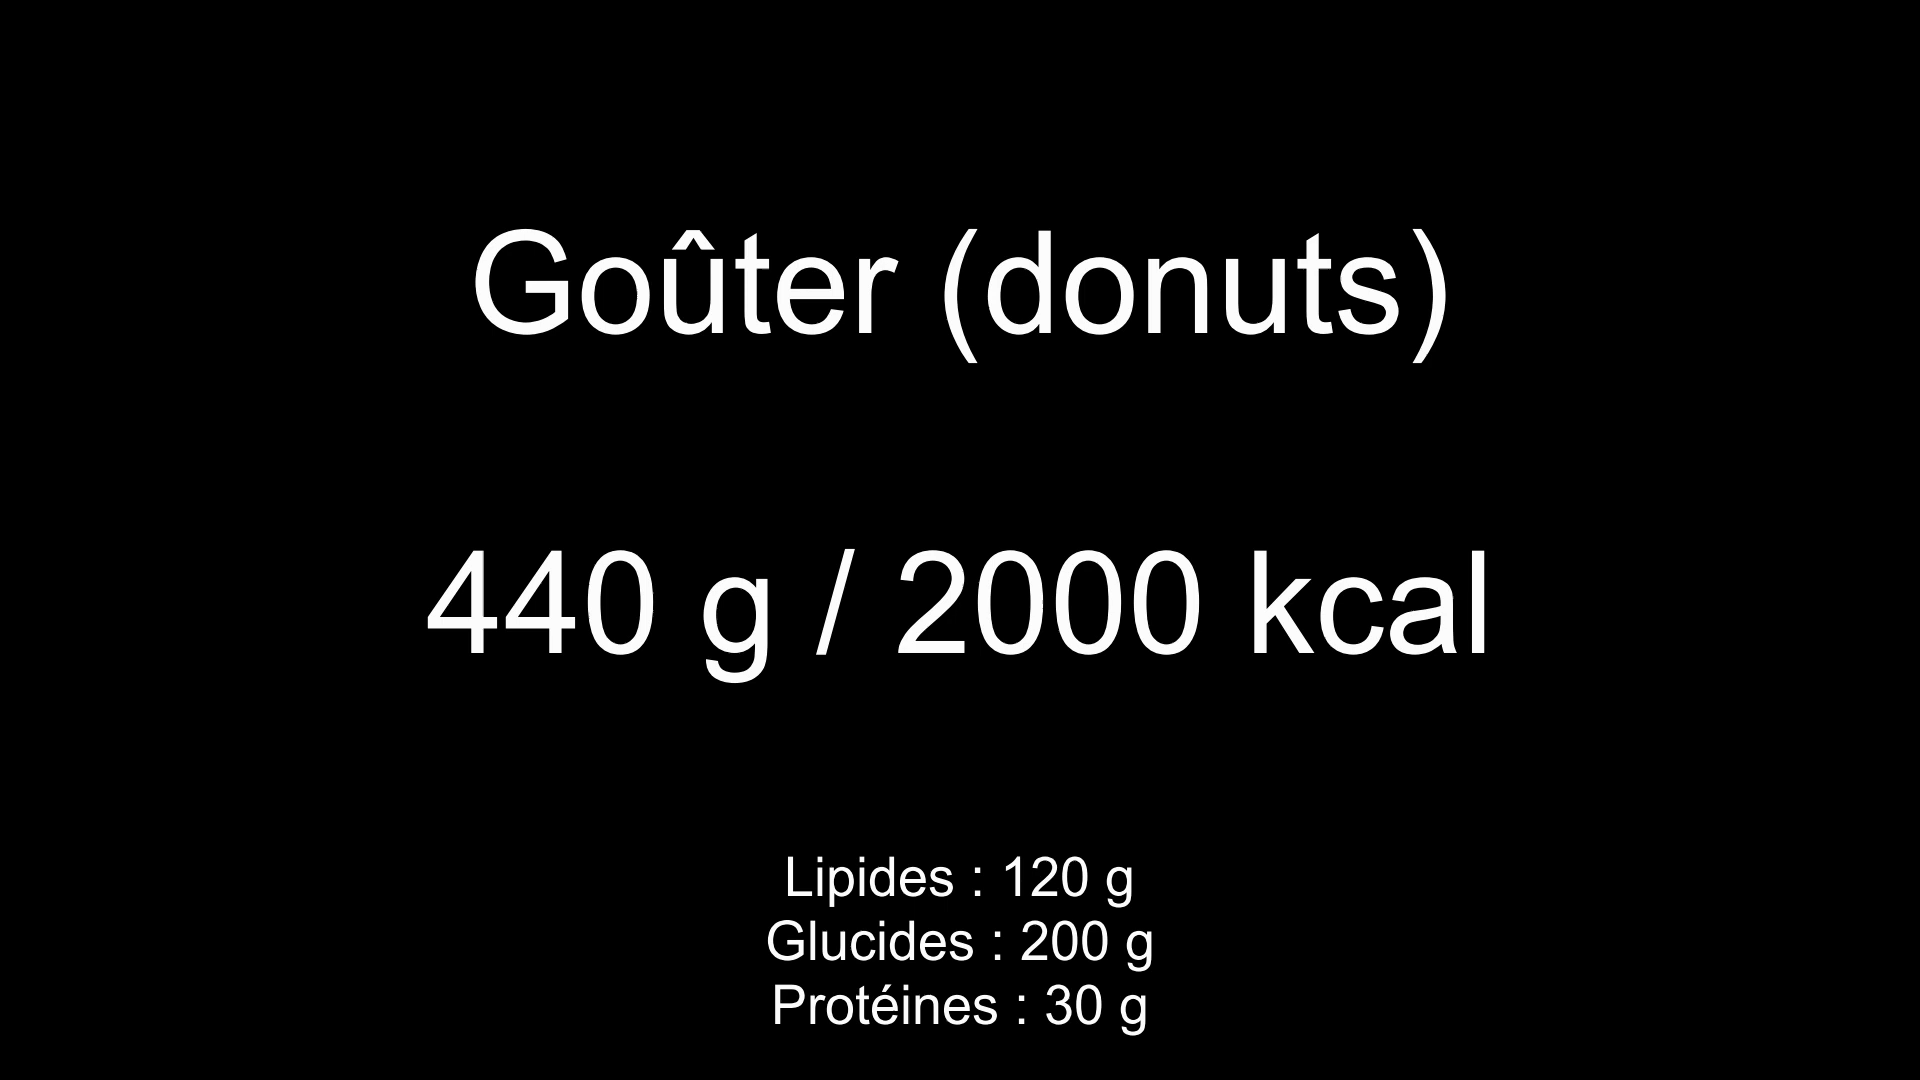 Goûter (donuts)
440 g / 2000 kcal
Lipides : 120 g
Glucides : 200 g
Protéines : 30 g